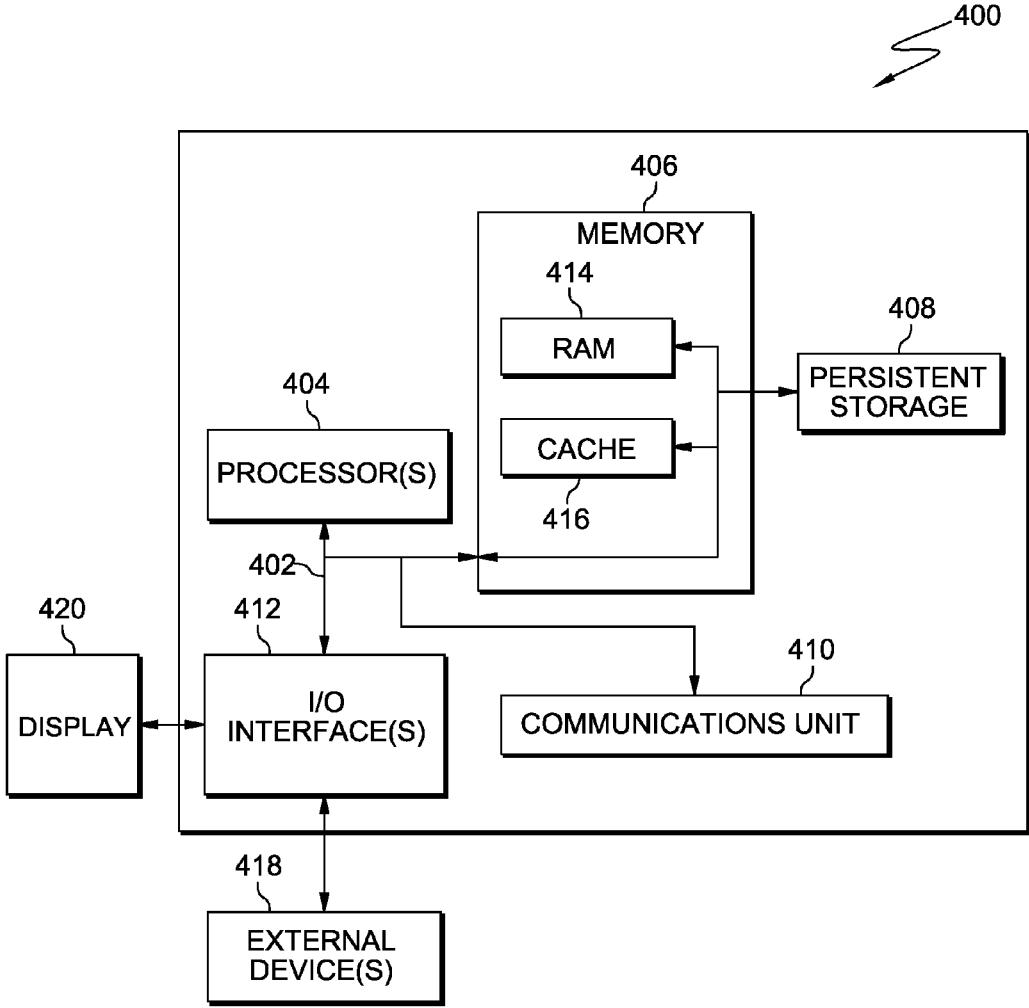 400
406
MEMORY
414
RAM
408
PERSISTENT
STORAGE
404
PROCESSOR(S)
CACHE
416
402
420
DISPLAY
412
I/O
INTERFACE(S)
410
COMMUNICATIONS UNIT
418
EXTERNAL
DEVICE(S)